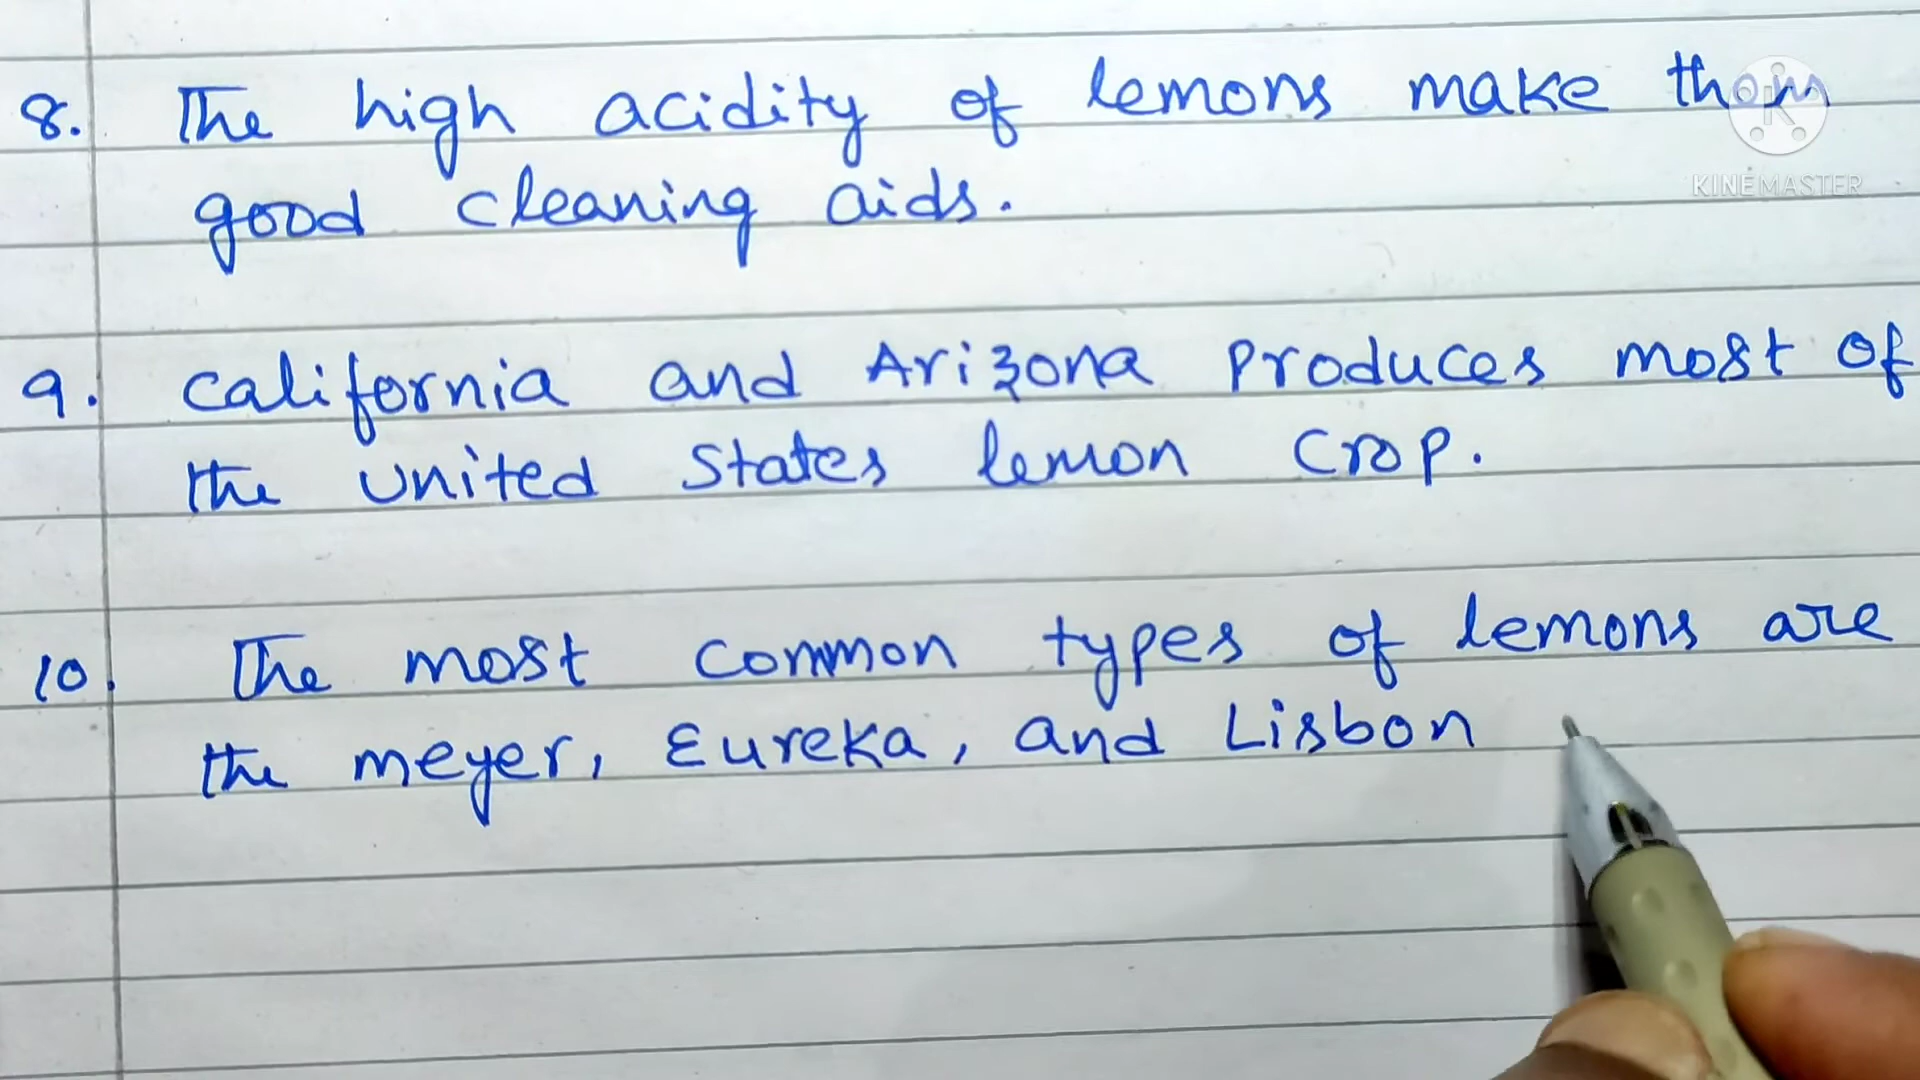 8. The high acidity of lemons make them
good cleaning aids.
9. California and Arizona produces most of
the united states lemon crop.
10. The most common types of lemons are
the meyer, Eureka, and Lisbon
KINEMASTER